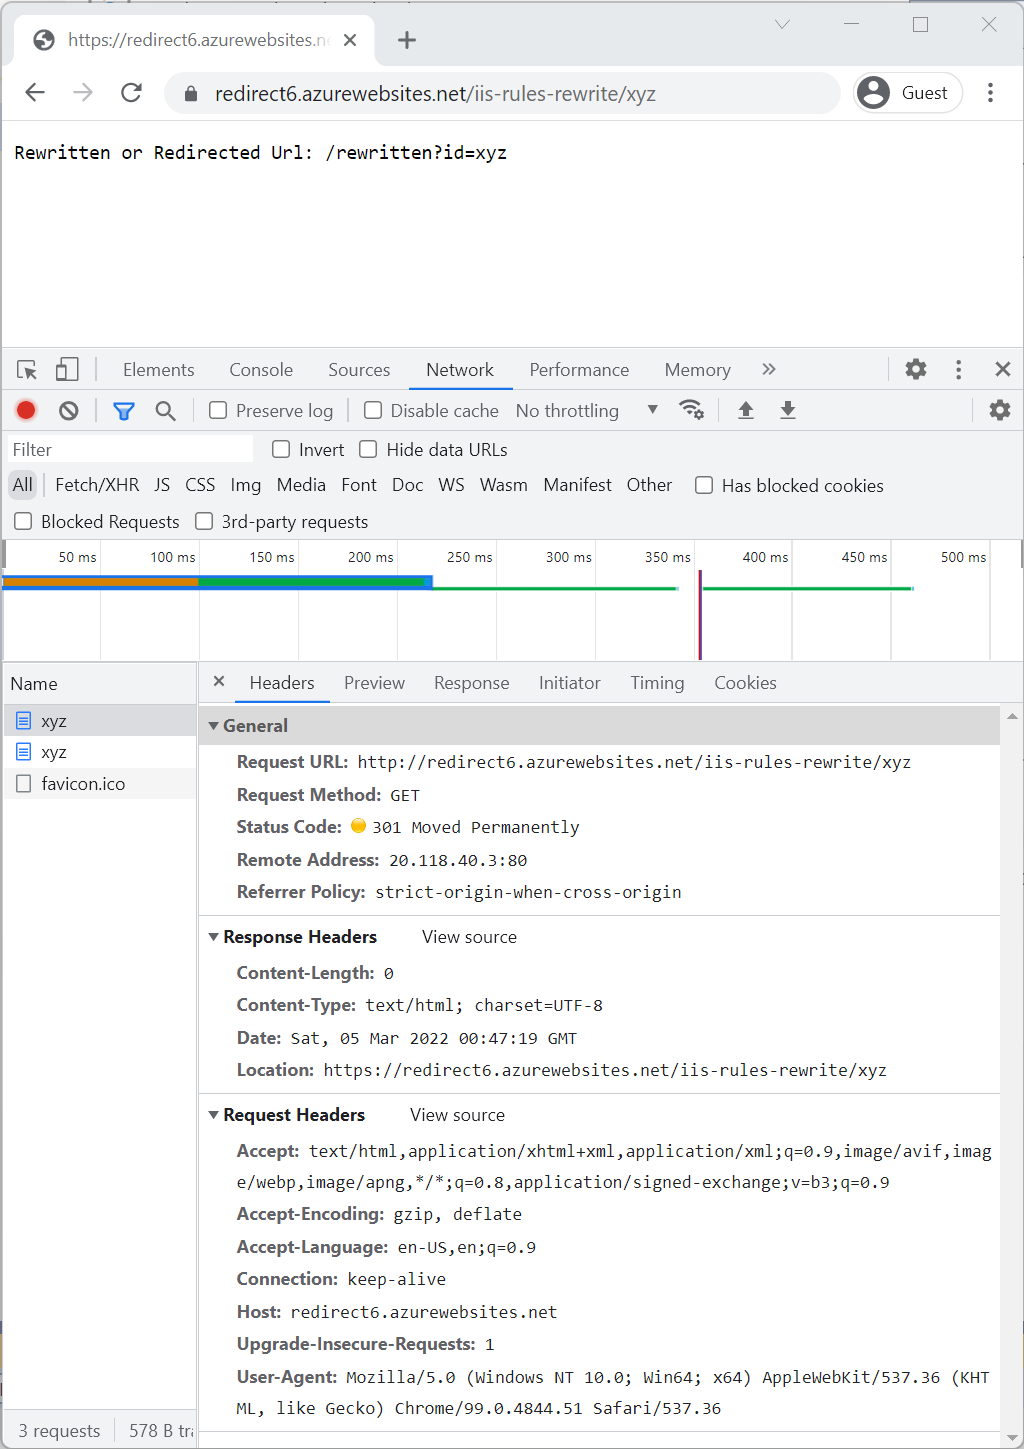 https://redirect6.azurewebsites.ne
redirect6.azurewebsites.net/iis-rules-rewrite/xyz
Guest
Rewritten or Redirected Url: /rewritten?id=xyz
Elements Console Sources Network Performance Memory
Preserve log Disable cache No throttling
Filter Invert Hide data URLs
All Fetch/XHR JS CSS Img Media Font Doc WS Wasm Manifest Other Has blocked cookies
Blocked Requests 3rd-party requests
50 ms 100 ms 150 ms 200 ms 250 ms 300 ms 350 ms 400 ms 450 ms 500 ms
Name
xyz
xyz
favicon.ico
3 requests 578 B tra
Headers Preview Response Initiator Timing Cookies
General
Request URL: http://redirect6.azurewebsites.net/iis-rules-rewrite/xyz
Request Method: GET
Status Code: 301 Moved Permanently
Remote Address: 20.118.40.3:80
Referrer Policy: strict-origin-when-cross-origin
Response Headers View source
Content-Length: 0
Content-Type: text/html; charset=UTF-8
Date: Sat, 05 Mar 2022 00:47:19 GMT
Location: https://redirect6.azurewebsites.net/iis-rules-rewrite/xyz
Request Headers View source
Accept: text/html,application/xhtml+xml,application/xml;q=0.9,image/avif,imag
e/webp,image/apng,*/*;q=0.8,application/signed-exchange;v=b3;q=0.9
Accept-Encoding: gzip, deflate
Accept-Language: en-US,en;q=0.9
Connection: keep-alive
Host: redirect6.azurewebsites.net
Upgrade-Insecure-Requests: 1
User-Agent: Mozilla/5.0 (Windows NT 10.0; Win64; x64) AppleWebKit/537.36 (KHT
ML, like Gecko) Chrome/99.0.4844.51 Safari/537.36